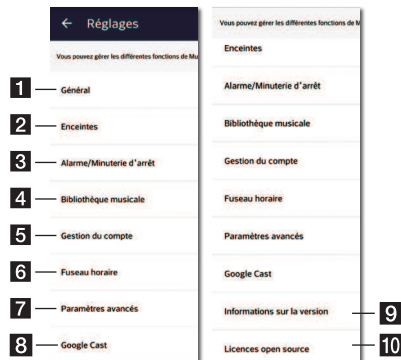 ← Réglages
Vous pouvez gérer les différentes fonctions de Mu
1 Général
2 Enceintes
3 Alarme/Minuterie d'arrêt
4 Bibliothèque musicale
5 Gestion du compte
6 Fuseau horaire
7 Paramètres avancés
8 Google Cast
Vous pouvez gérer les différentes fonctions de M
Enceintes
Alarme/Minuterie d'arrêt
Bibliothèque musicale
Gestion du compte
Fuseau horaire
Paramètres avancés
Google Cast
Informations sur la version 9
Licences open source 10